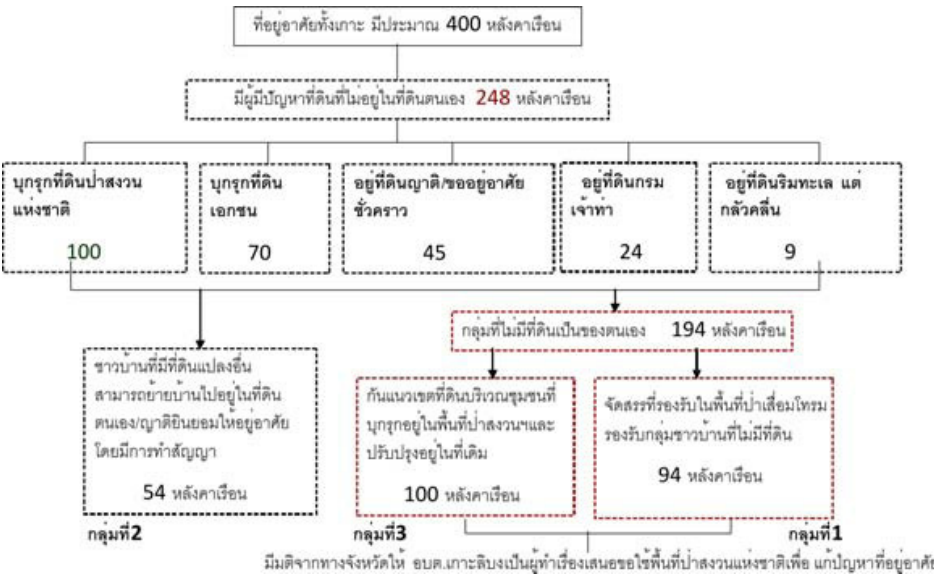 ที่อยู่อาศัยทั้งเกาะ มีประมาณ 400 หลังคาเรือน
มีผู้มีปัญหาที่ดินที่ไม่อยู่ในที่ดินตนเอง 248 หลังคาเรือน
บุกรุกที่ดินป่าสงวน
แห่งชาติ
100
บุกรุกที่ดิน
เอกชน
70
อยู่ที่ดินญาติ/ขออยู่อาศัย
ชั่วคราว
45
อยู่ที่ดินกรม
เจ้าท่า
24
อยู่ที่ดินริมทะเล แต่
กลัวคลื่น
9
กลุ่มที่ไม่มีที่ดินเป็นของตนเอง 194 หลังคาเรือน
ชาวบ้านที่มีที่ดินแปลงอื่น
สามารถย้ายบ้านไปอยู่ในที่ดิน
ตนเอง/ญาติยินยอมให้อยู่อาศัย
โดยมีการทำสัญญา
54 หลังคาเรือน
กันแนวเขตที่ดินบริเวณชุมชนที่
บุกรุกอยู่ในพื้นที่ป่าสงวนฯและ
ปรับปรุงอยู่ในที่เดิม
100 หลังคาเรือน
จัดสรรที่รองรับในพื้นที่ป่าเสื่อมโทรม
รองรับกลุ่มชาวบ้านที่ไม่มีที่ดิน
94 หลังคาเรือน
กลุ่มที่2
กลุ่มที่3
กลุ่มที่1
มีมติจากทางจังหวัดให้ อบต.เกาะลิบงเป็นผู้ทำเรื่องเสนอขอใช้พื้นที่ป่าสงวนแห่งชาติเพื่อ แก้ปัญหาที่อยู่อาศัย